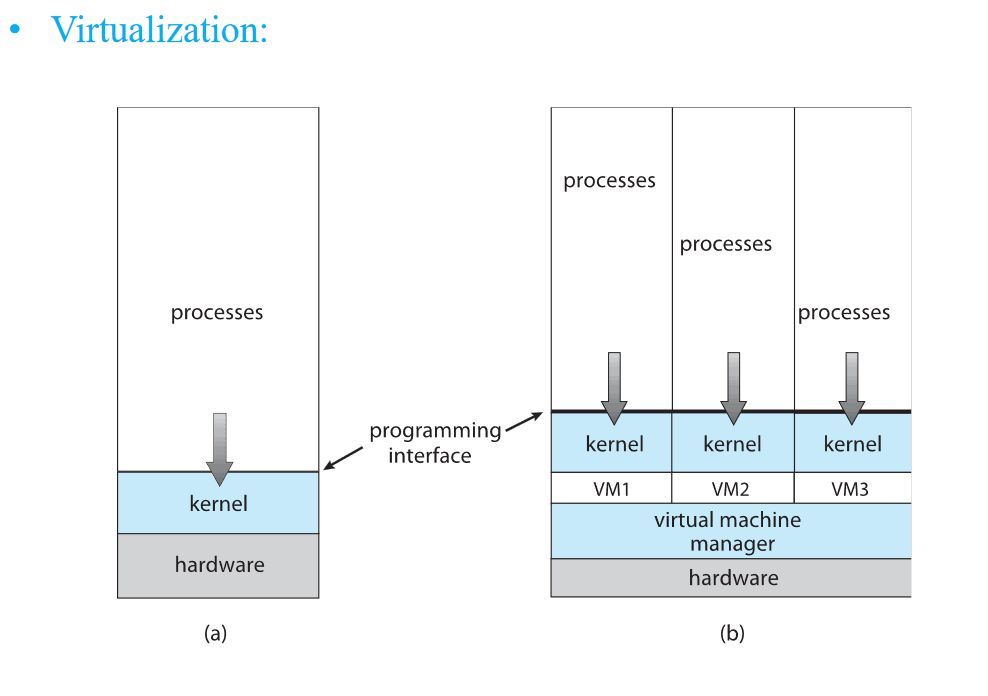 • Virtualization:
processes
kernel
hardware
(a)
programming
interface
processes
processes
processes
kernel kernel kernel
VM1 VM2 VM3
virtual machine
manager
hardware
(b)